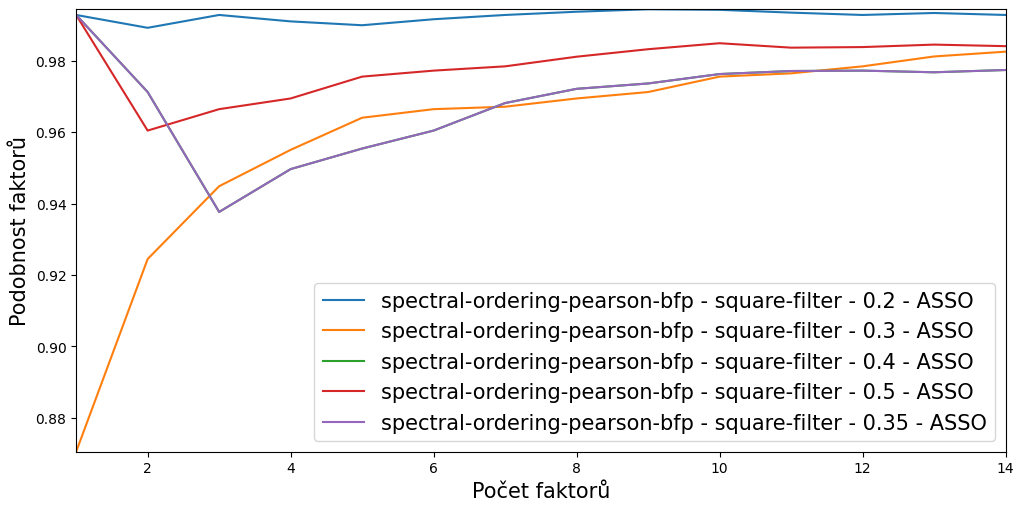 0.98
0.96
0.94
0.92
0.90
0.88
Podobnost faktorů
spectral-ordering-pearson-bfp - square-filter - 0.2 - ASSO
spectral-ordering-pearson-bfp - square-filter - 0.3 - ASSO
spectral-ordering-pearson-bfp - square-filter - 0.4 - ASSO
spectral-ordering-pearson-bfp - square-filter - 0.5 - ASSO
spectral-ordering-pearson-bfp - square-filter - 0.35 - ASSO
2 4 6 8 10 12 14
Počet faktorů